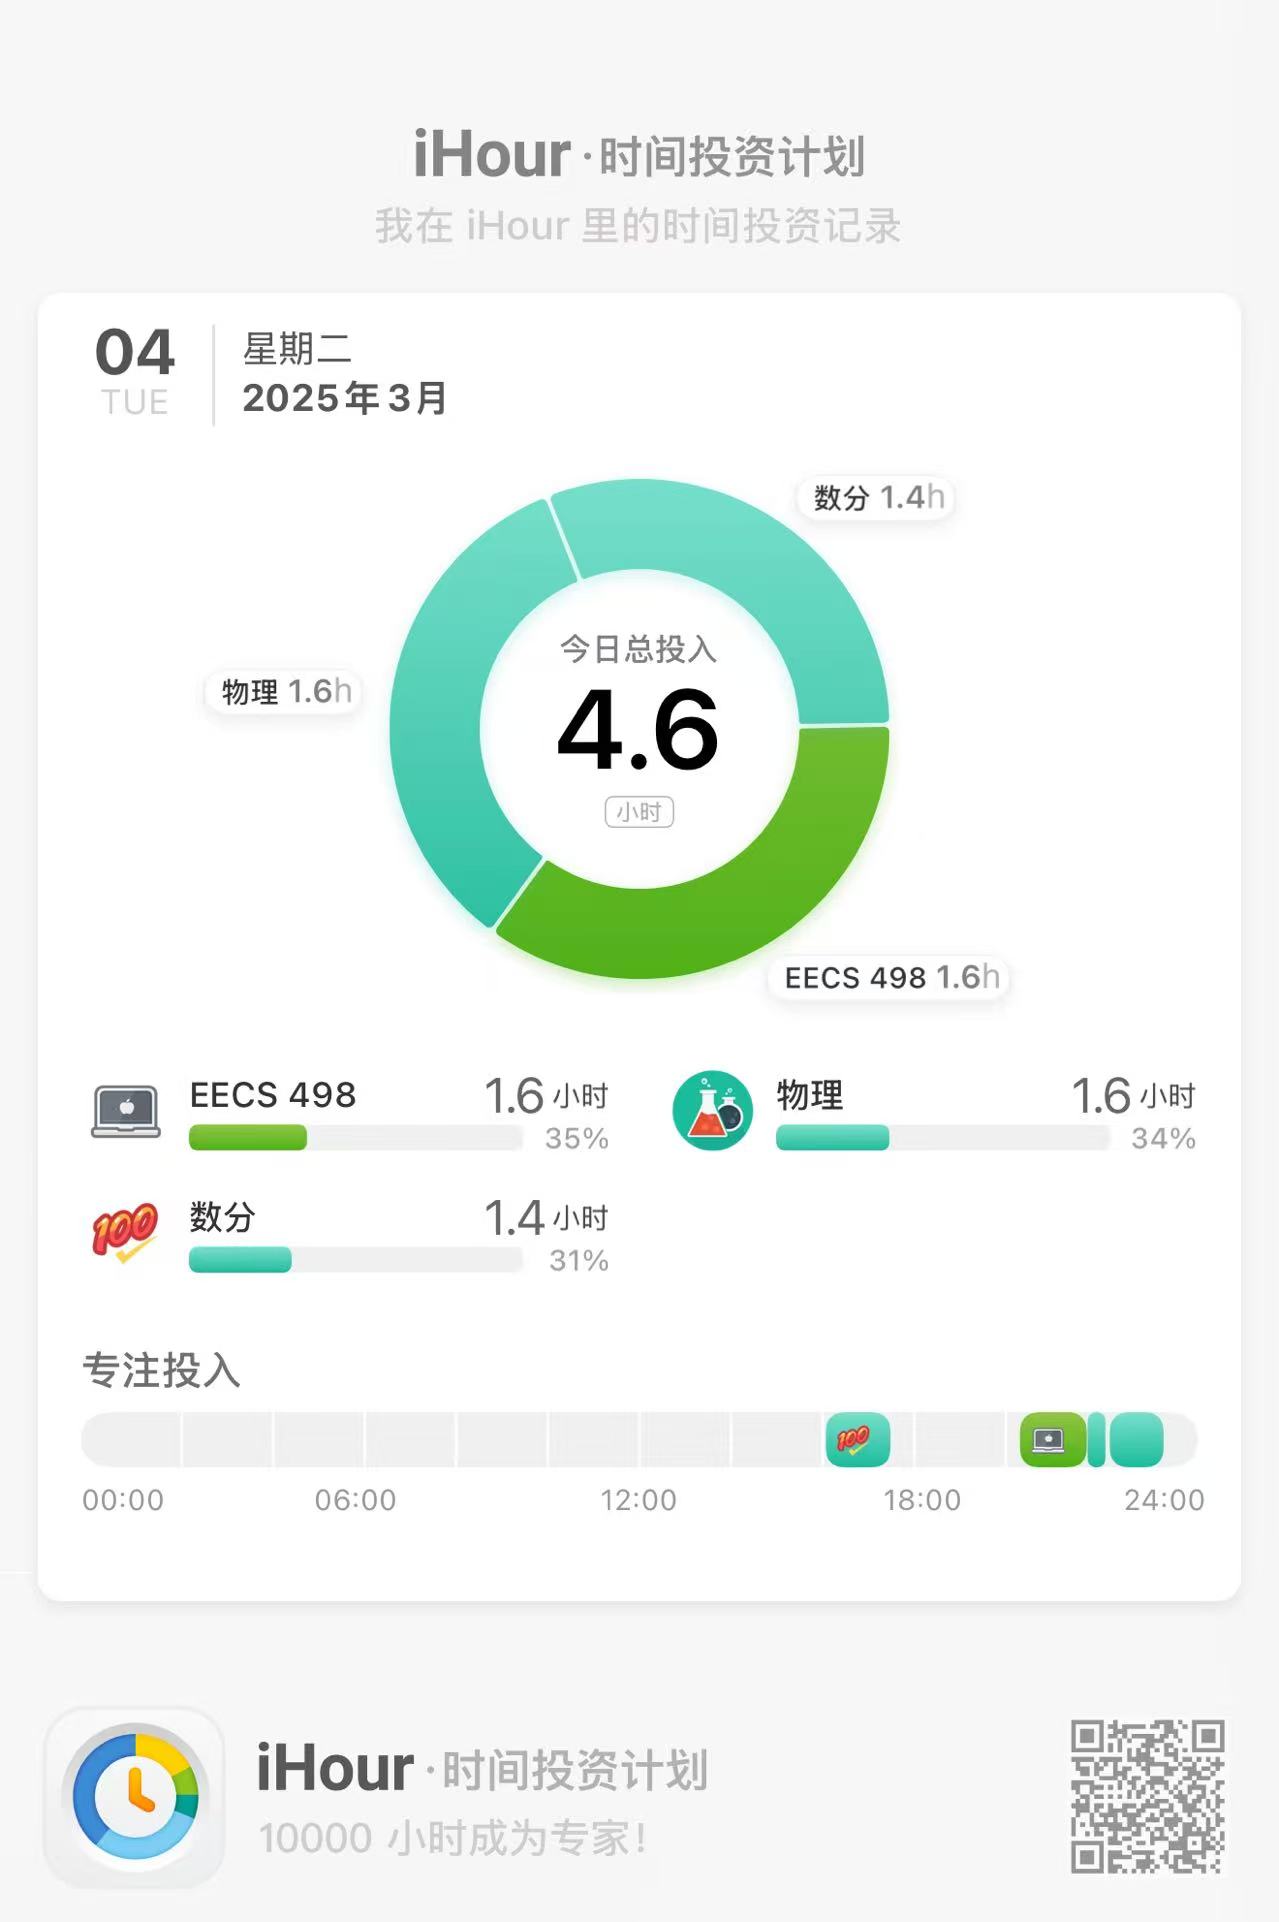 iHour · 时间投资计划
我在 iHour 里的时间投资记录
04
TUE
星期二
2025年3月
数分 1.4h
物理 1.6h
今日总投入
4.6
小时
EECS 498 1.6h
EECS 498 1.6 小时
35%
物理 1.6 小时
34%
100
数分 1.4 小时
31%
专注投入
100
00:00 06:00 12:00 18:00 24:00
iHour · 时间投资计划
10000 小时成为专家!